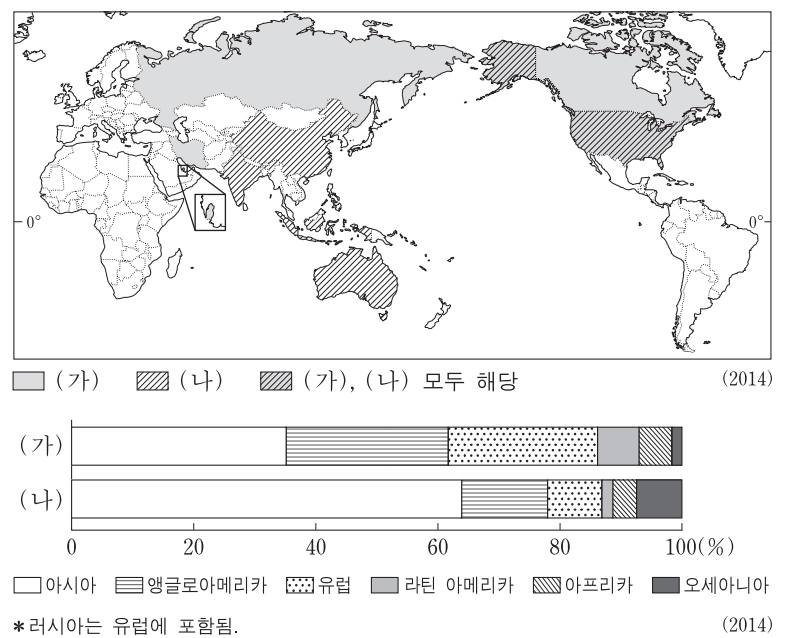 0°
0°
(가) (나) (가), (나) 모두 해당 (2014)
(가)
(나)
0 20 40 60 80 100(%)
아시아 앵글로아메리카 유럽 라틴 아메리카 아프리카 오세아니아
*러시아는 유럽에 포함됨. (2014)